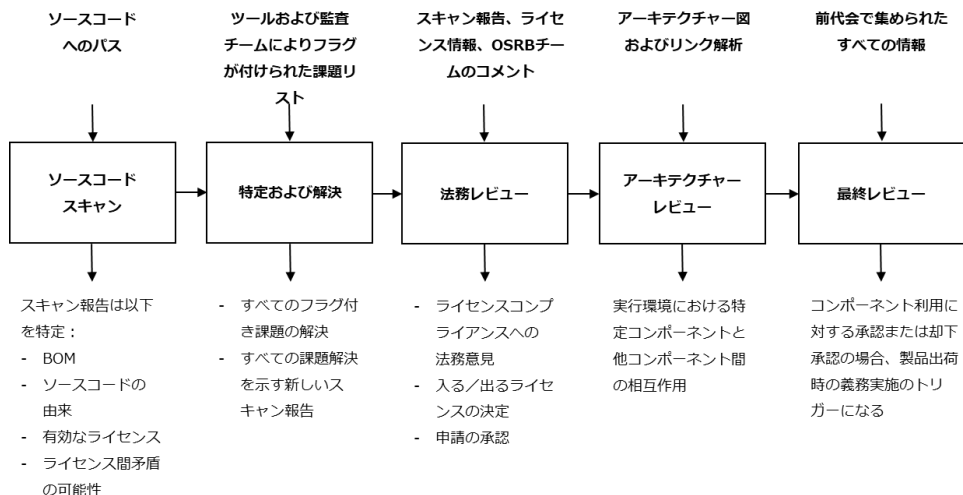 ソースコード
へのパス
ツールおよび監査
チームによりフラグ
が付けられた課題リ
スト
スキャン報告、ライセ
ンス情報、OSRBチー
ムのコメント
アーキテクチャー図
およびリンク解析
前代会で集められた
すべての情報
ソースコード
スキャン
特定および解決
法務レビュー
アーキテクチャー
レビュー
最終レビュー
スキャン報告は以下
を特定：
- BOM
- ソースコードの
由来
- 有効なライセンス
- ライセンス間矛盾
の可能性
- すべてのフラグ付
き課題の解決
- すべての課題解決
を示す新しいス
キャン報告
- ライセンスコンプ
ライアンスへの
法務意見
- 入る／出るライセ
ンスの決定
- 申請の承認
実行環境における特
定コンポーネントと
他コンポーネント間
の相互作用
コンポーネント利用に
対する承認または却下
承認の場合、製品出荷
時の義務実施のトリ
ガーになる